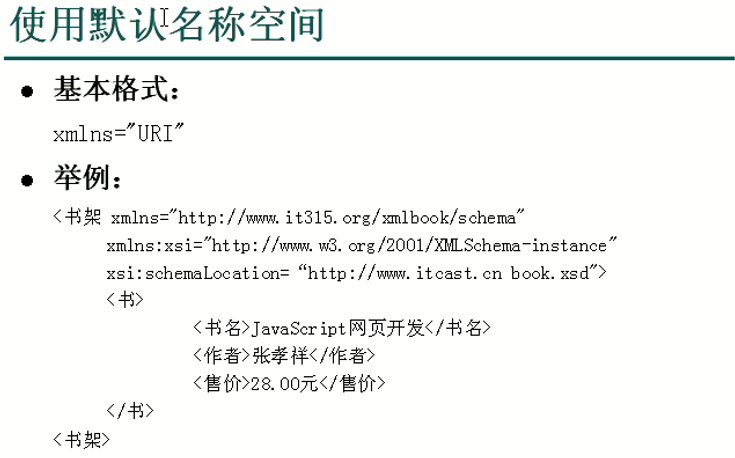 使用默认名称空间
● 基本格式：
xmlns="URI"
● 举例：
<书架 xmlns="http://www.it315.org/xmlbook/schema"
xmlns:xsi="http://www.w3.org/2001/XMLSchema-instance"
xsi:schemaLocation=“http://www.itcast.cn book.xsd">
<书>
<书名>JavaScript网页开发</书名>
<作者>张孝祥</作者>
<售价>28.00元</售价>
</书>
<书架>